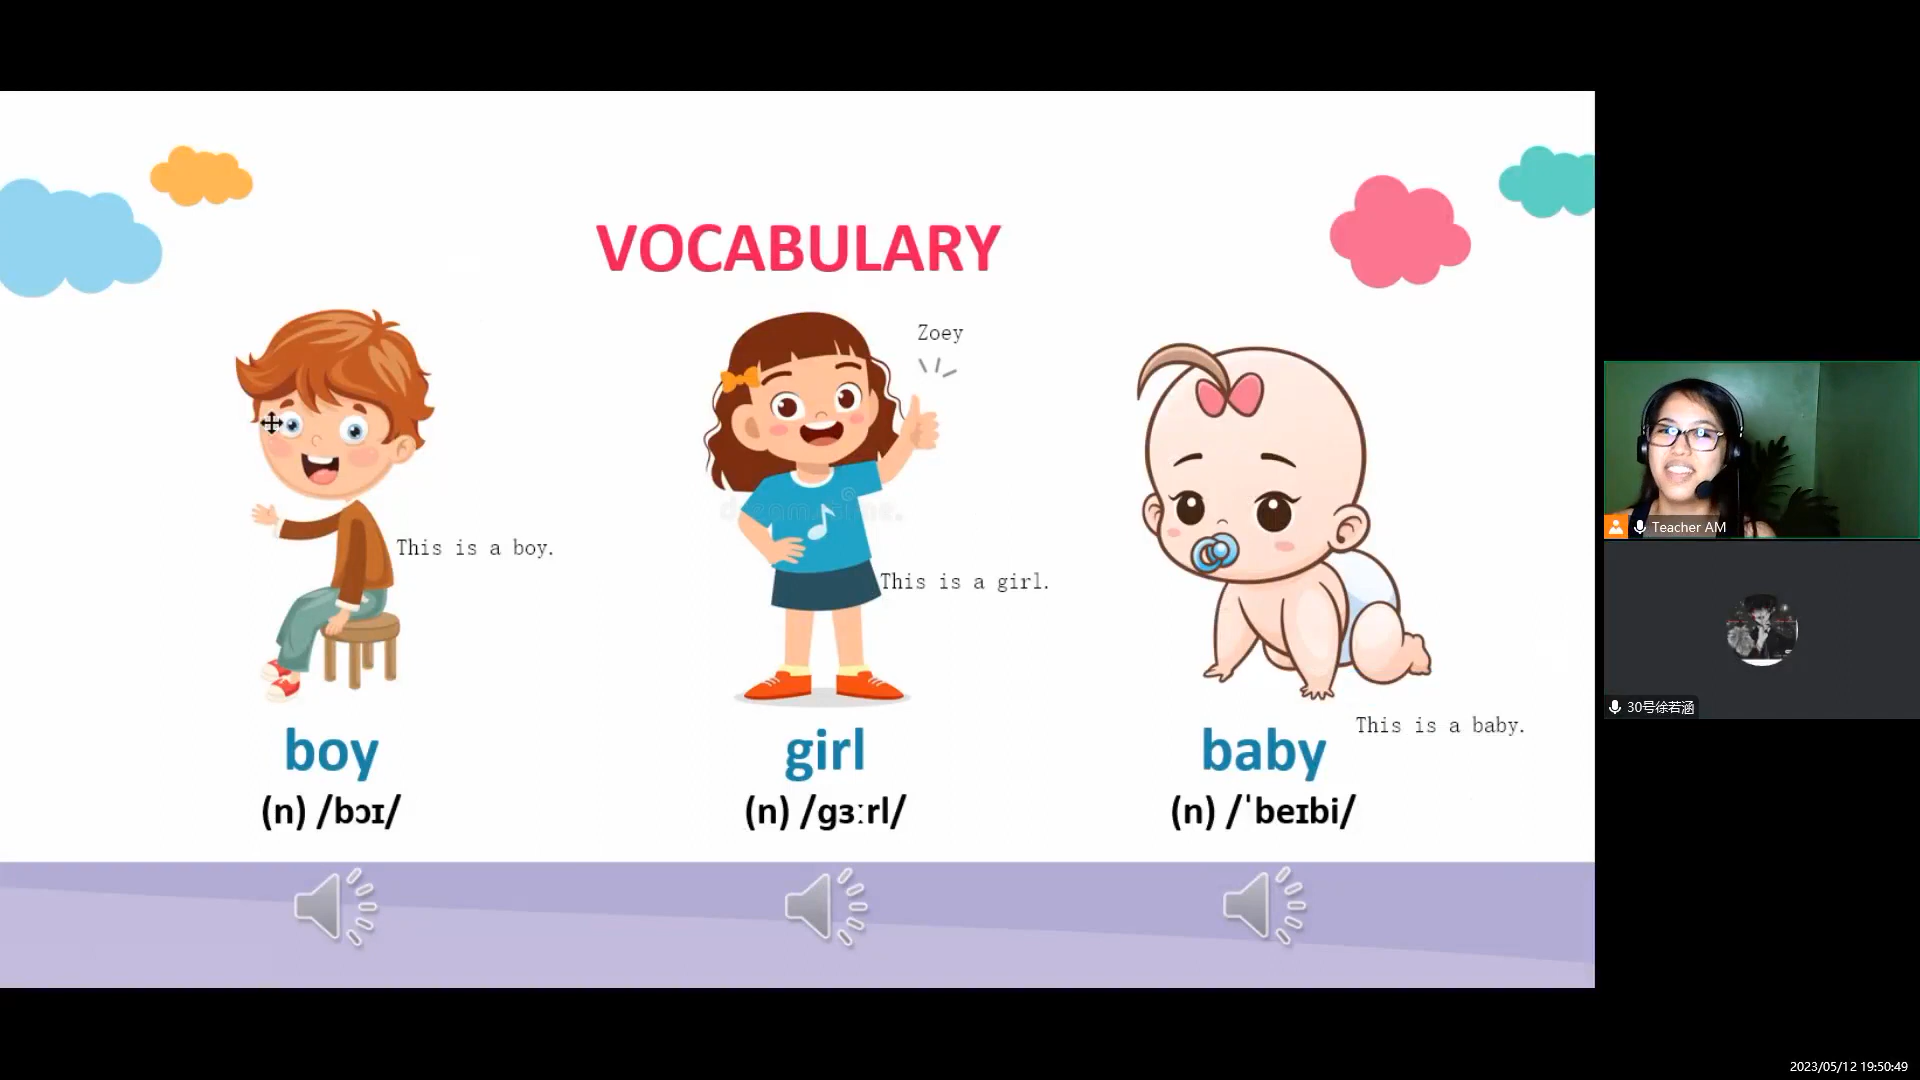 VOCABULARY
Zoey
This is a boy.
This is a girl.
This is a baby.
boy
girl
baby
(n) /bɔɪ/
(n) /gɜːrl/
(n) /ˈbeɪbi/
Teacher AM
30号徐若涵
2023/05/12 19:50:49